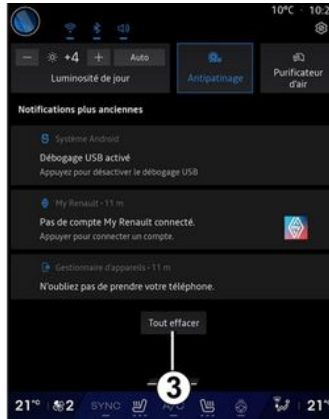 10°C · 10:2
+4
Auto
Luminosité de jour
Antipatinage
Purificateur
d'air
Notifications plus anciennes
Système Android
Débogage USB activé
Appuyez pour désactiver le débogage USB
My Renault · 11 m
Pas de compte My Renault connecté.
Appuyer pour connecter un compte.
Gestionnaire d'appareils · 11 m
N'oubliez pas de prendre votre téléphone.
Tout effacer
3
21°C 2 SYNC A/C 21°